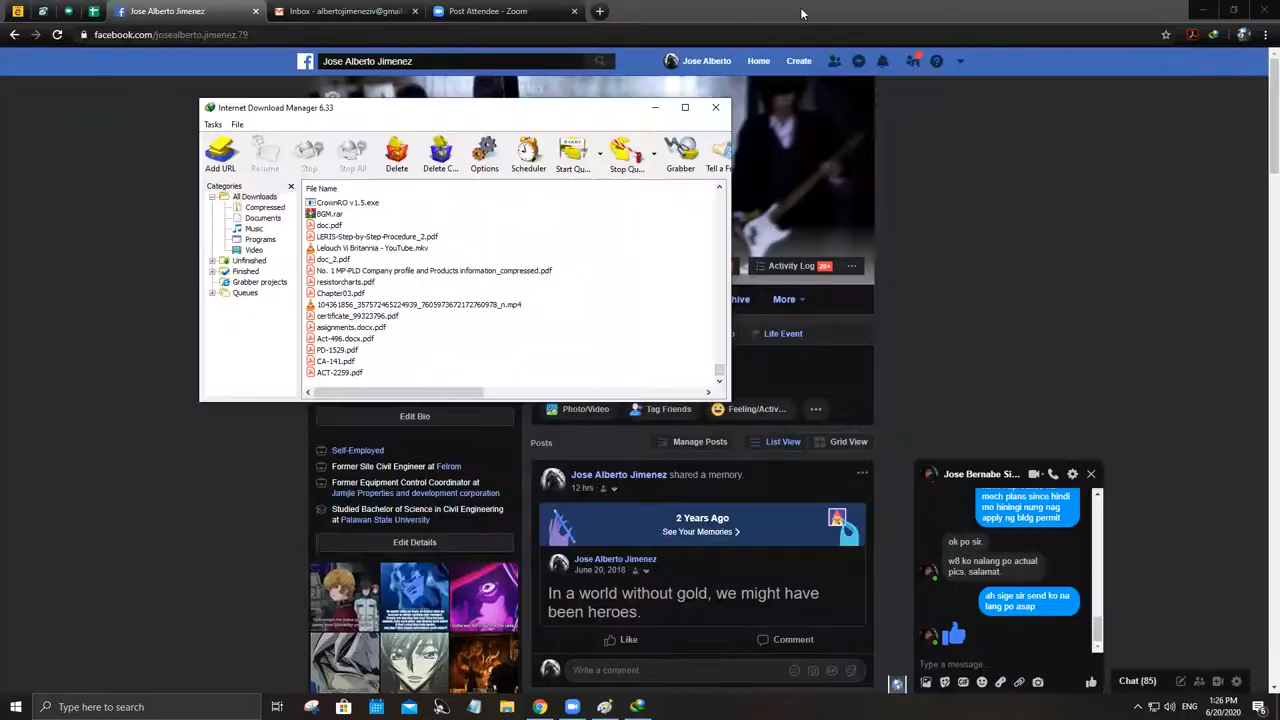 Jose Alberto Jimenez
Inbox - albertojimeneziv@gmail
Post Attendee - Zoom
facebook.com/josealberto.jimenez.79
Jose Alberto Jimenez
Jose Alberto
Home
Create
Internet Download Manager 6.33
Tasks
File
Add URL
Resume
Stop
Stop All
Delete
Delete C...
Options
Scheduler
START
Start Qu...
Stop Qu...
Grabber
Tell a Fr
Categories
All Downloads
Compressed
Documents
Music
Programs
Video
Unfinished
Finished
Grabber projects
Queues
File Name
CrownRO v1.5.exe
BGM.rar
doc.pdf
LERIS-Step-by-Step-Procedure_2.pdf
Lelouch Vi Britannia - YouTube.mkv
doc_2.pdf
No. 1 MP-PLD Company profile and Products information_compressed.pdf
resistorcharts.pdf
Chapter03.pdf
104361856_357572465224939_7605973672172760978_n.mp4
certificate_99323796.pdf
assignments.docx.pdf
Act-496.docx.pdf
PD-1529.pdf
CA-141.pdf
ACT-2259.pdf
Activity Log 20+
hive
More
Life Event
Photo/Video
Tag Friends
Feeling/Activ...
Edit Bio
Self-Employed
Former Site Civil Engineer at Felrom
Former Equipment Control Coordinator at
Jamjie Properties and development corporation
Studied Bachelor of Science in Civil Engineering
at Palawan State University
Edit Details
Posts
Manage Posts
List View
Grid View
Jose Alberto Jimenez shared a memory.
12 hrs
2 Years Ago
See Your Memories
Jose Alberto Jimenez
June 20, 2018
In a world without gold, we might have
been heroes.
Like
Comment
Write a comment...
Jose Bernabe Si...
mech plans since hindi
mo hiningi nung nag
apply ng bldg permit
ok po sir.
w8 ko nalang po actual
pics, salamat.
ah sige sir send ko na
lang po asap
Type a message...
Chat (85)
Type here to search
ENG
1:26 PM
6/20/2020